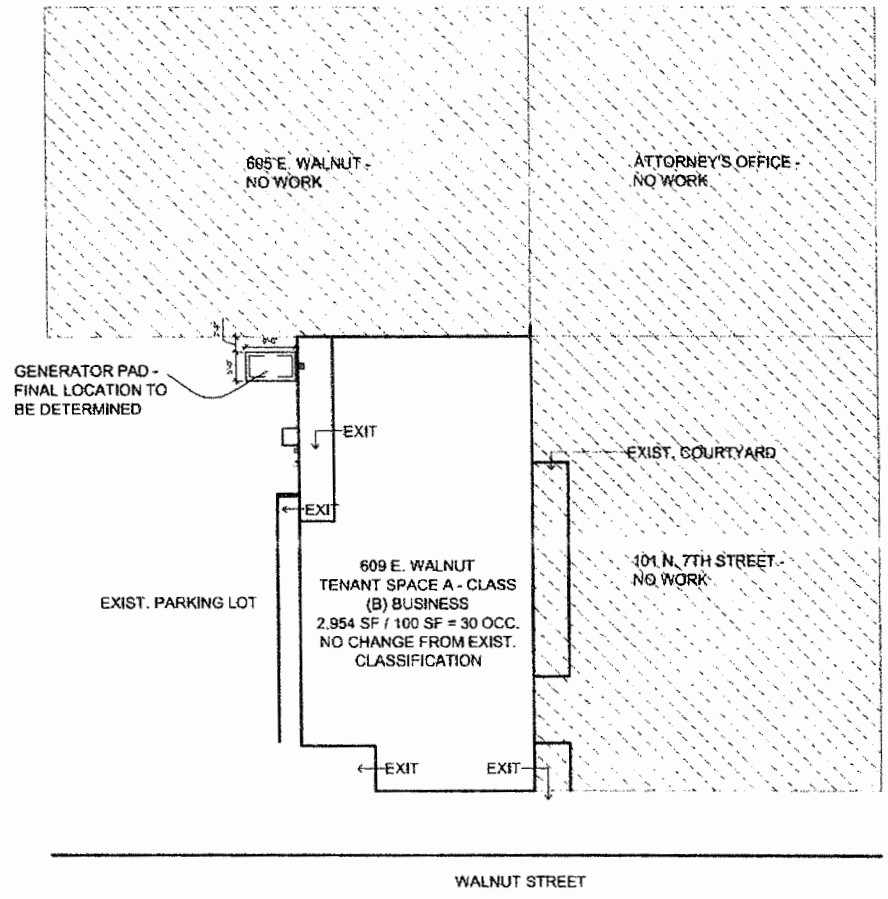 605 E. WALNUT -
NO WORK
ATTORNEY'S OFFICE -
NO WORK
GENERATOR PAD -
FINAL LOCATION TO
BE DETERMINED
EXIT
EXIST. COURTYARD
EXIT
609 E. WALNUT
TENANT SPACE A - CLASS
(B) BUSINESS
2,954 SF / 100 SF = 30 OCC.
NO CHANGE FROM EXIST.
CLASSIFICATION
101 N. 7TH STREET -
NO WORK
EXIST. PARKING LOT
EXIT
EXIT
WALNUT STREET